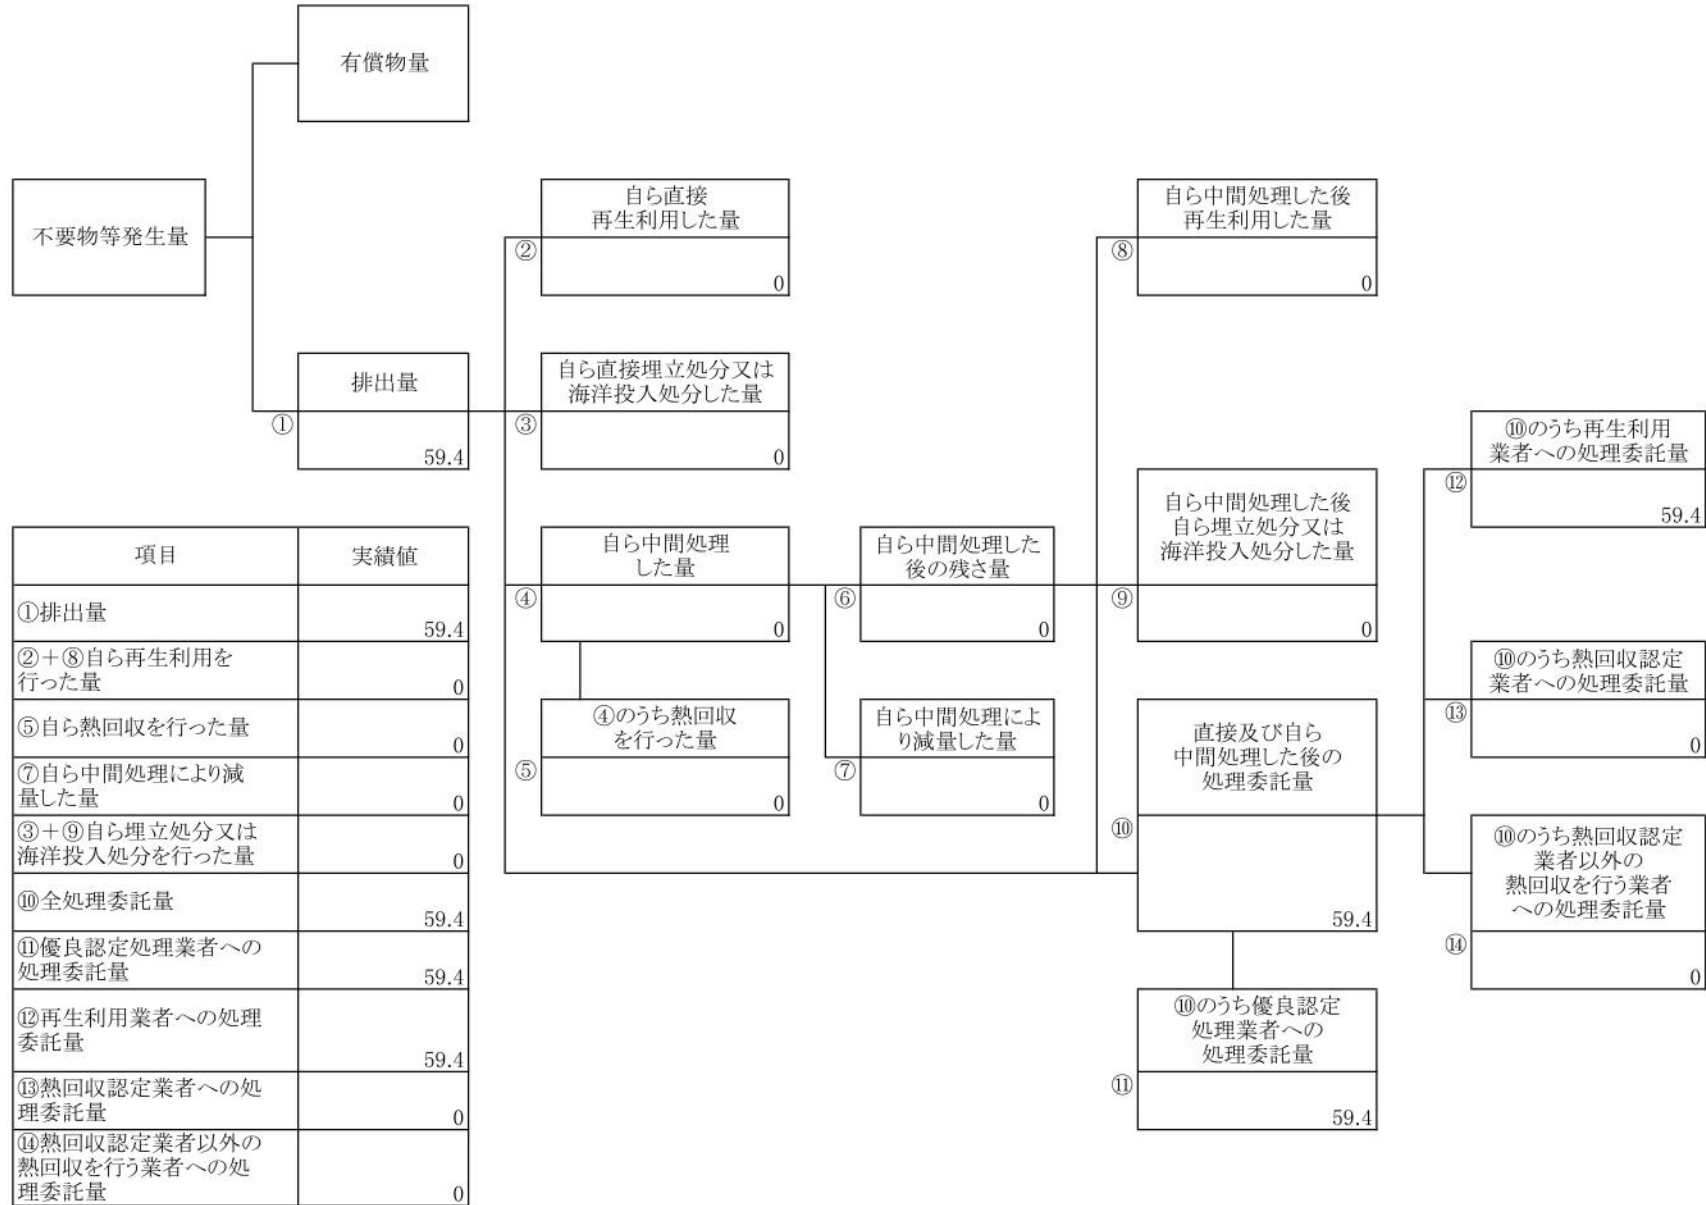 有償物量
不要物等発生量
自ら直接
再生利用した量
②
0
自ら中間処理した後
再生利用した量
⑧
0
排出量
①
59.4
自ら直接埋立処分又は
海洋投入処分した量
③
0
⑩のうち再生利用
業者への処理委託量
⑫
59.4
自ら中間処理
した量
④
0
自ら中間処理した
後の残さ量
⑥
0
自ら中間処理した後
自ら埋立処分又は
海洋投入処分した量
⑨
0
⑩のうち熱回収認定
業者への処理委託量
⑬
0
④のうち熱回収
を行った量
⑤
0
自ら中間処理によ
り減量した量
⑦
0
直接及び自ら
中間処理した後の
処理委託量
⑩
59.4
⑩のうち熱回収認定
業者以外の
熱回収を行う業者
への処理委託量
⑭
0
⑩のうち優良認定
処理業者への
処理委託量
⑪
59.4
項目 実績値
①排出量
59.4
②+⑧自ら再生利用を
行った量
0
⑤自ら熱回収を行った量
0
⑦自ら中間処理により減
量した量
0
③+⑨自ら埋立処分又は
海洋投入処分を行った量
0
⑩全処理委託量
59.4
⑪優良認定処理業者への
処理委託量
59.4
⑫再生利用業者への処理
委託量
59.4
⑬熱回収認定業者への処
理委託量
0
⑭熱回収認定業者以外の
熱回収を行う業者への処
理委託量
0